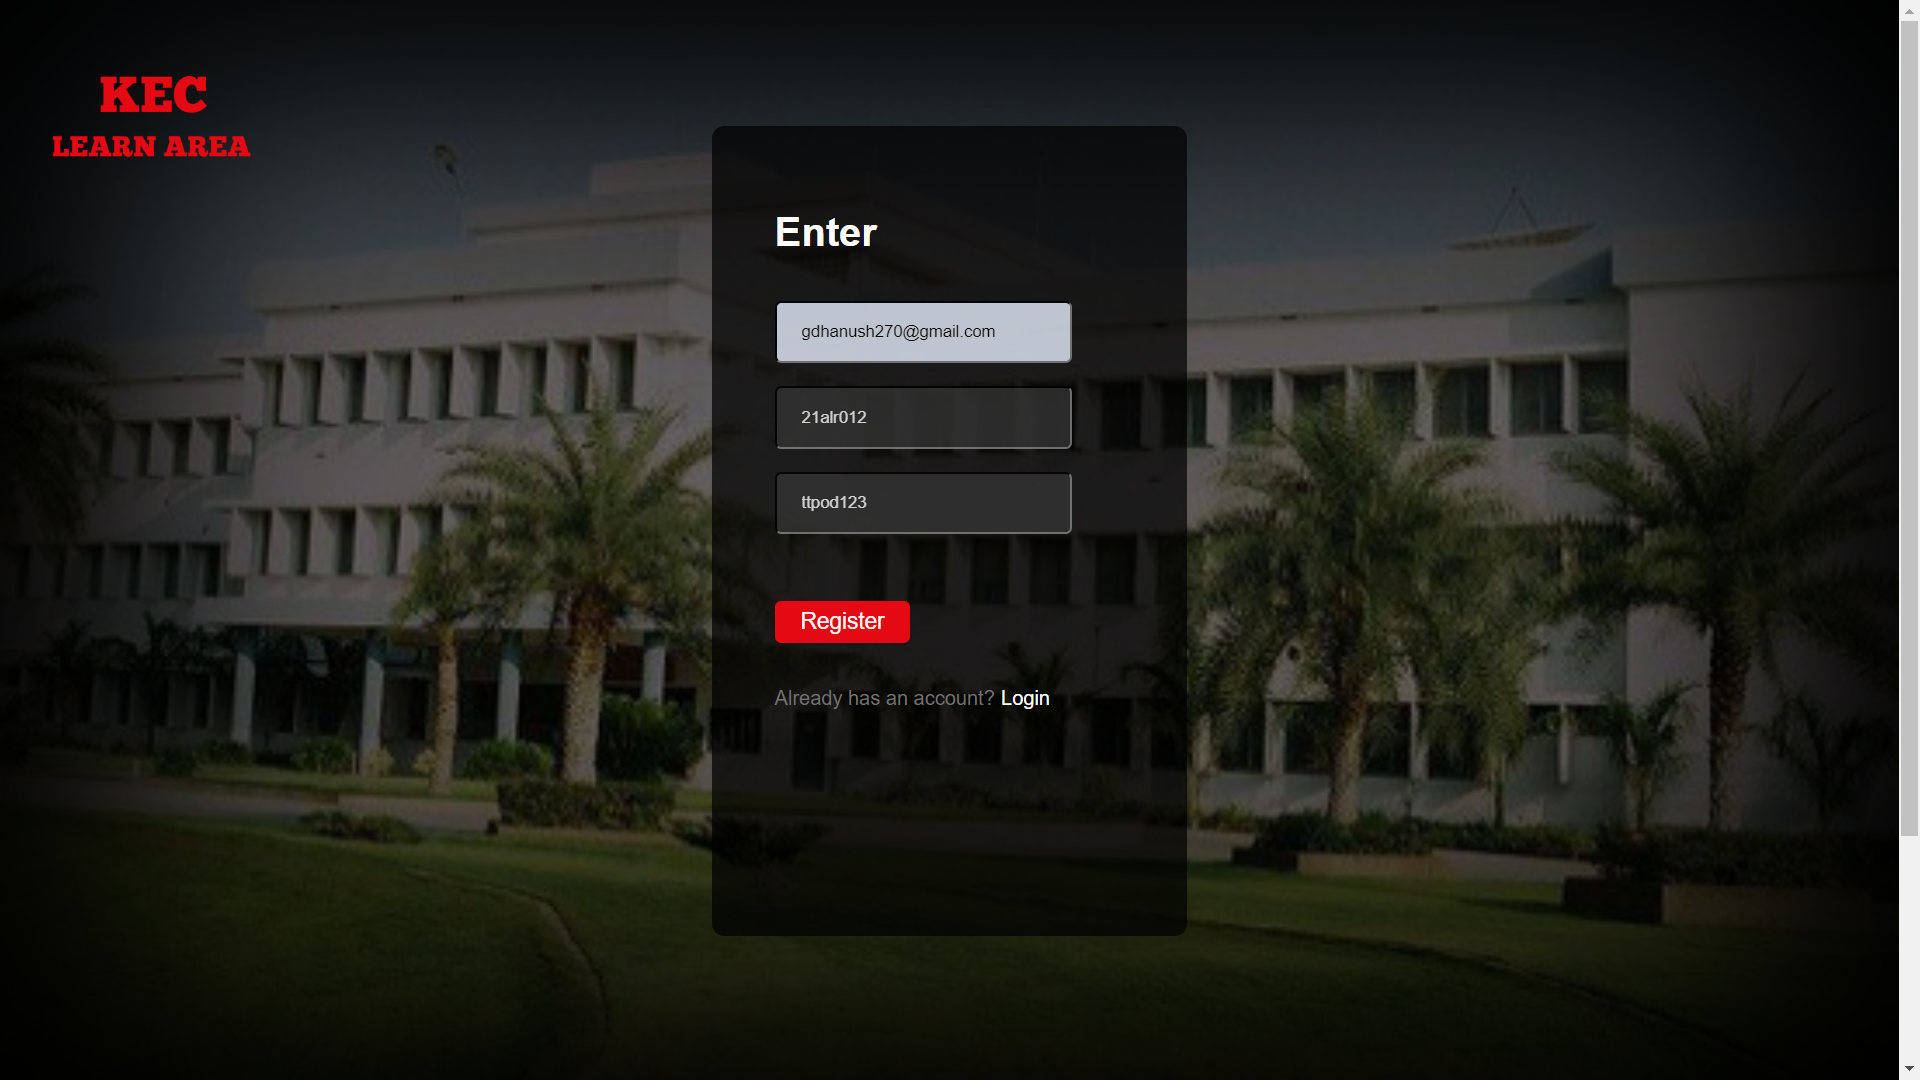 KEC
LEARN AREA
Enter
gdhanush270@gmail.com
21alr012
ttpod123
Register
Already has an account? Login